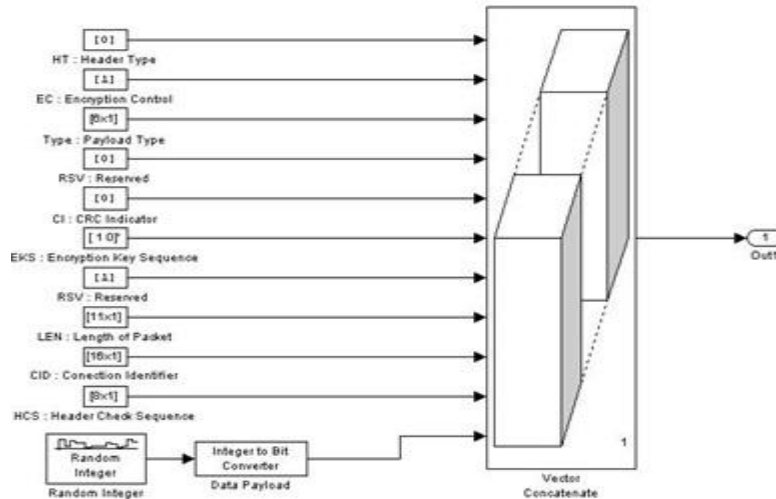 [0]
HT : Header Type
[1]
EC : Encryption Control
[6x1]
Type : Payload Type
[0]
RSV : Reserved
[0]
CI : CRC Indicator
[ 1 0]'
EKS : Encryption Key Sequence
[1]
RSV : Reserved
[11x1]
LEN : Length of Packet
[16x1]
CID : Conection Identifier
[8x1]
HCS : Header Check Sequence
Random
Integer
Random Integer
Integer to Bit
Converter
Data Payload
1
Vector
Concatenate
1
Out1